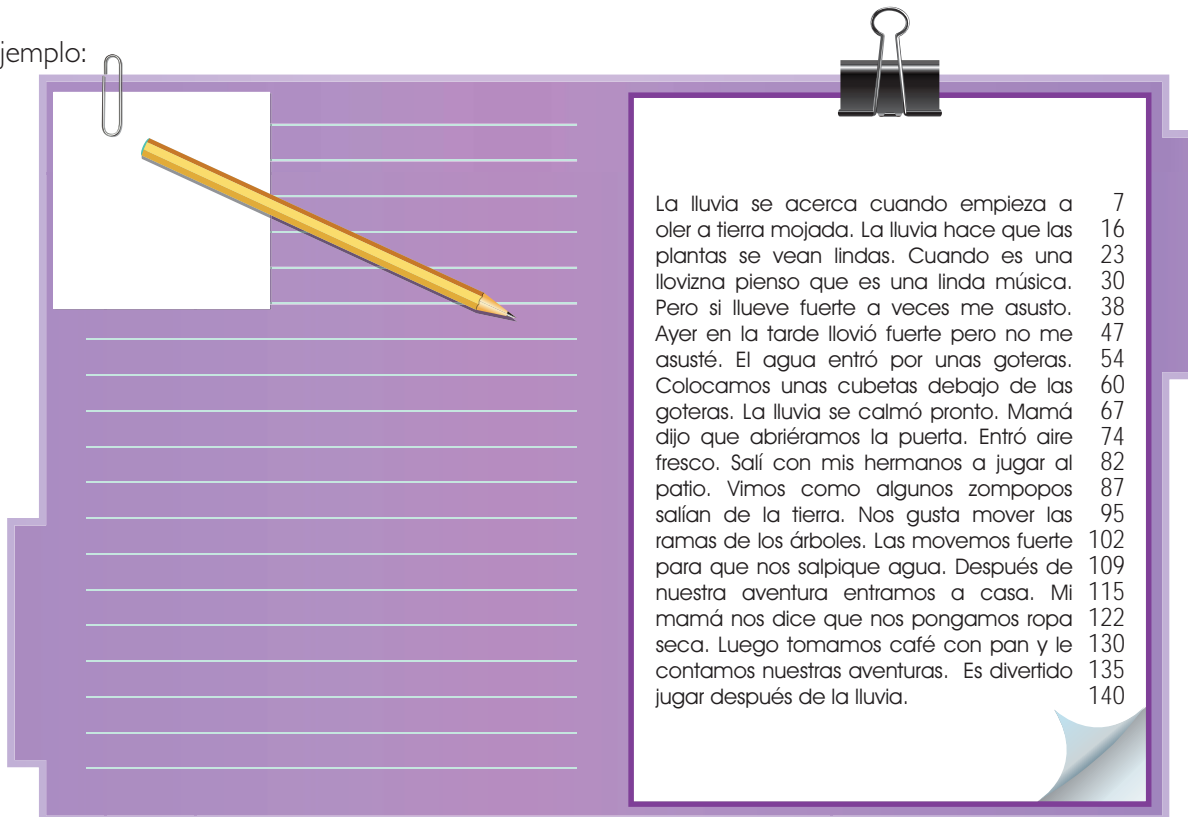 jemplo:
La lluvia se acerca cuando empieza a 7
oler a tierra mojada. La lluvia hace que las 16
plantas se vean lindas. Cuando es una 23
llovizna pienso que es una linda música. 30
Pero si llueve fuerte a veces me asusto. 38
Ayer en la tarde llovió fuerte pero no me 47
asusté. El agua entró por unas goteras. 54
Colocamos unas cubetas debajo de las 60
goteras. La lluvia se calmó pronto. Mamá 67
dijo que abriéramos la puerta. Entró aire 74
fresco. Salí con mis hermanos a jugar al 82
patio. Vimos como algunos zompopos 87
salían de la tierra. Nos gusta mover las 95
ramas de los árboles. Las movemos fuerte 102
para que nos salpique agua. Después de 109
nuestra aventura entramos a casa. Mi 115
mamá nos dice que nos pongamos ropa 122
seca. Luego tomamos café con pan y le 130
contamos nuestras aventuras. Es divertido 135
jugar después de la lluvia. 140